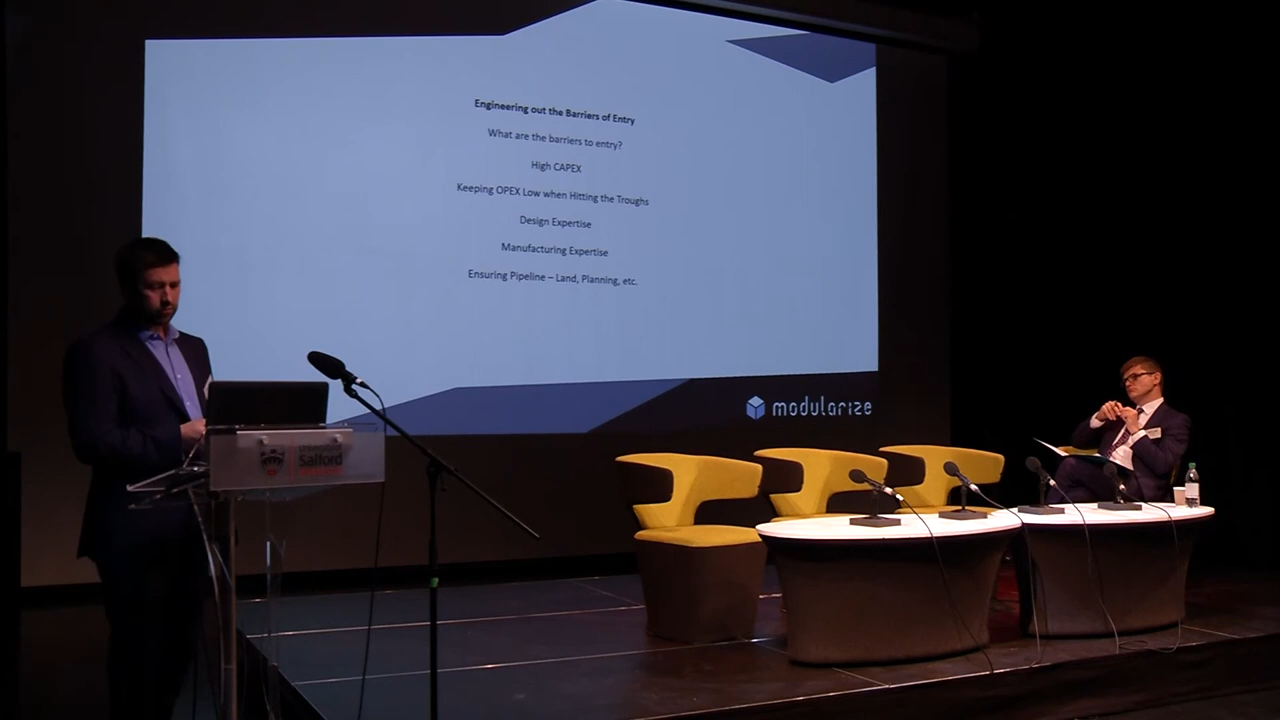 Engineering out the Barriers of Entry
What are the barriers to entry?
High CAPEX
Keeping OPEX Low when Hitting the Troughs
Design Expertise
Manufacturing Expertise
Ensuring Pipeline – Land, Planning, etc.
modularize
Salford